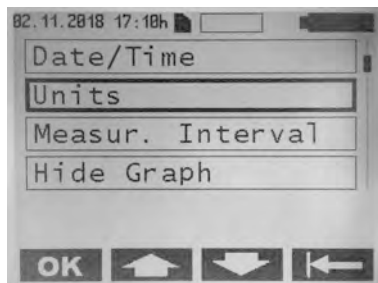 02.11.2018 17:10h
Date/Time
Units
Measur. Interval
Hide Graph
OK